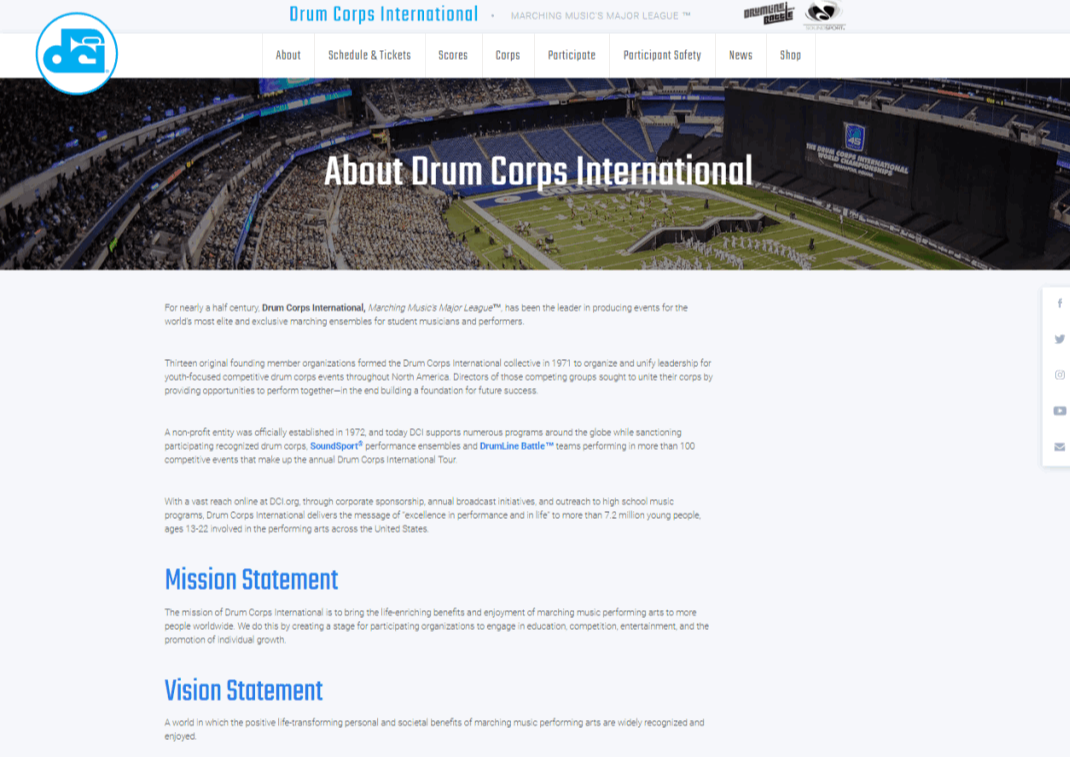 Drum Corps International • MARCHING MUSIC'S MAJOR LEAGUE ™
DRUMLINE BATTLE
SOUNDSPORT
dci
About Schedule & Tickets Scores Corps Participate Participant Safety News Shop
45
THE DRUM CORPS INTERNATIONAL
WORLD CHAMPIONSHIPS
About Drum Corps International
For nearly a half century, Drum Corps International, Marching Music's Major League™, has been the leader in producing events for the
world's most elite and exclusive marching ensembles for student musicians and performers.
Thirteen original founding member organizations formed the Drum Corps International collective in 1971 to organize and unify leadership for
youth-focused competitive drum corps events throughout North America. Directors of those competing groups sought to unite their corps by
providing opportunities to perform together—in the end building a foundation for future success.
A non-profit entity was officially established in 1972, and today DCI supports numerous programs around the globe while sanctioning
participating recognized drum corps, SoundSport® performance ensembles and DrumLine Battle™ teams performing in more than 100
competitive events that make up the annual Drum Corps International Tour.
With a vast reach online at DCI.org, through corporate sponsorship, annual broadcast initiatives, and outreach to high school music
programs, Drum Corps International delivers the message of "excellence in performance and in life" to more than 7.2 million young people,
ages 13-22 involved in the performing arts across the United States.
Mission Statement
The mission of Drum Corps International is to bring the life-enriching benefits and enjoyment of marching music performing arts to more
people worldwide. We do this by creating a stage for participating organizations to engage in education, competition, entertainment, and the
promotion of individual growth.
Vision Statement
A world in which the positive life-transforming personal and societal benefits of marching music performing arts are widely recognized and
enjoyed.